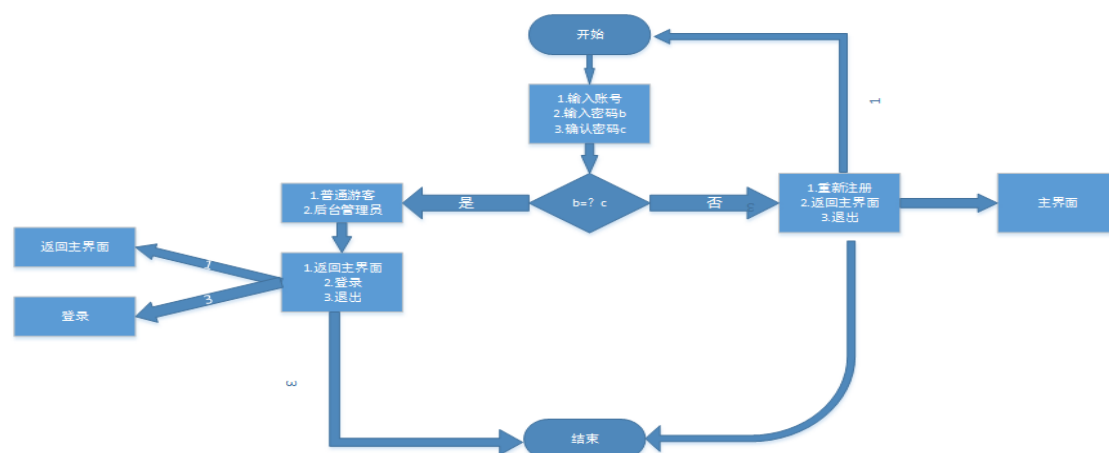 开始
1
1.输入账号
2.输入密码b
3.确认密码c
1.普通游客
2.后台管理员
是
b=？c
否
1.重新注册
2.返回主界面
3.退出
主界面
返回主界面
1.返回主界面
2.登录
3.退出
3
登录
3
结束